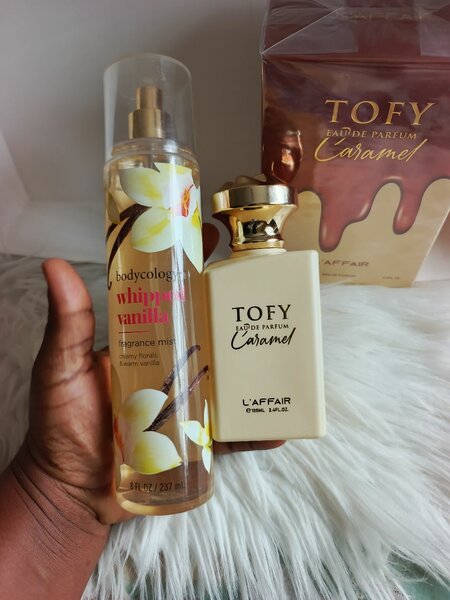 bodycology
whipped
vanilla
fragrance mist
creamy florals
& warm vanilla
8 FL OZ / 237 mL
TOFY
EAU DE PARFUM
Caramel
L'AFFAIR
℮100ML 3.4FL.OZ.
L'AFFAIR
TOFY
EAU DE PARFUM
Caramel
L'AFFAIR